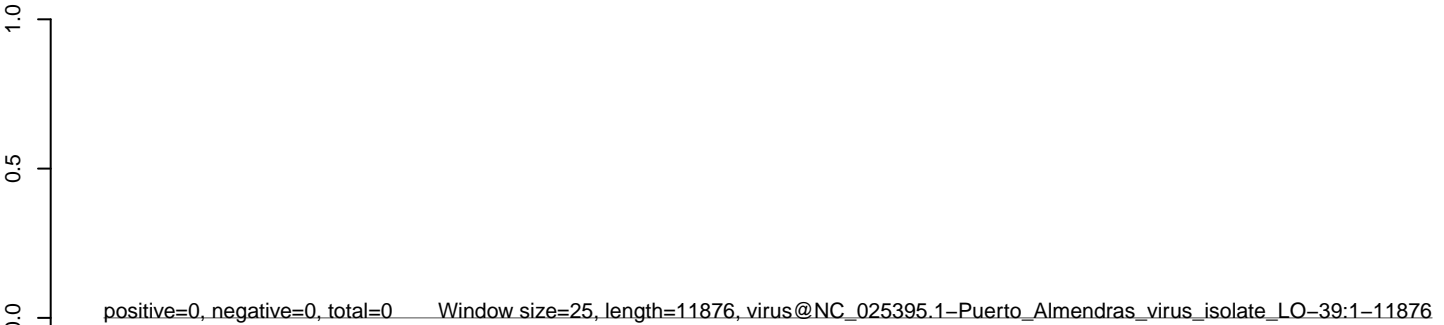 1.0
0.5
0.0
positive=0, negative=0, total=0 Window size=25, length=11876, virus@NC_025395.1−Puerto_Almendras_virus_isolate_LO−39:1−11876